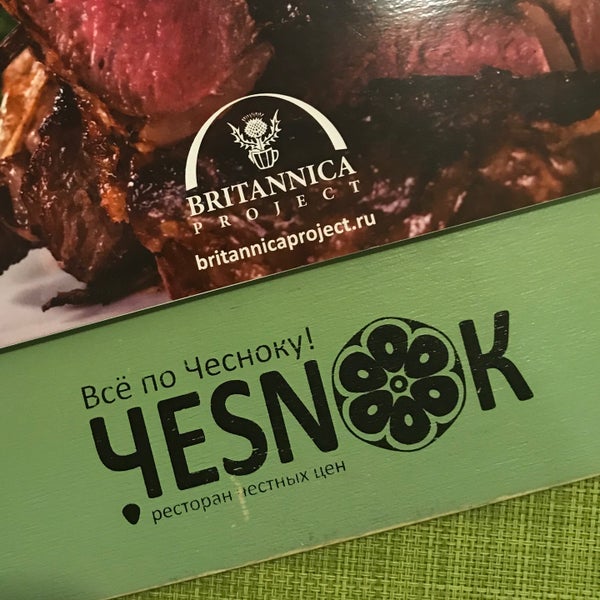 BRITANNICA
PROJECT
britannicaproject.ru
Всё по Чесноку!
ЧESNOK
ресторан честных цен